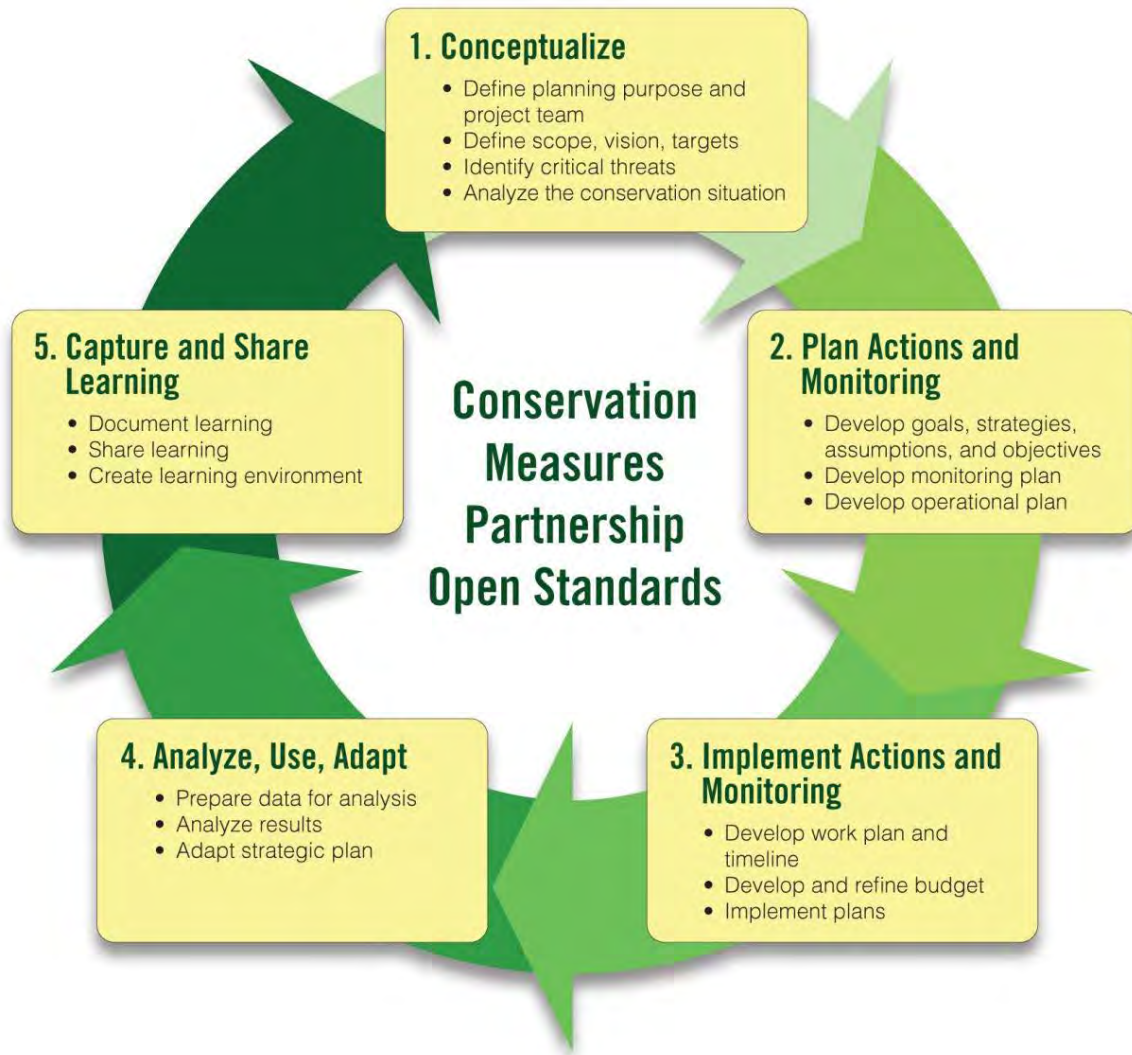 1. Conceptualize
• Define planning purpose and
project team
• Define scope, vision, targets
• Identify critical threats
• Analyze the conservation situation
2. Plan Actions and
Monitoring
• Develop goals, strategies,
assumptions, and objectives
• Develop monitoring plan
• Develop operational plan
3. Implement Actions and
Monitoring
• Develop work plan and
timeline
• Develop and refine budget
• Implement plans
4. Analyze, Use, Adapt
• Prepare data for analysis
• Analyze results
• Adapt strategic plan
5. Capture and Share
Learning
• Document learning
• Share learning
• Create learning environment
Conservation
Measures
Partnership
Open Standards